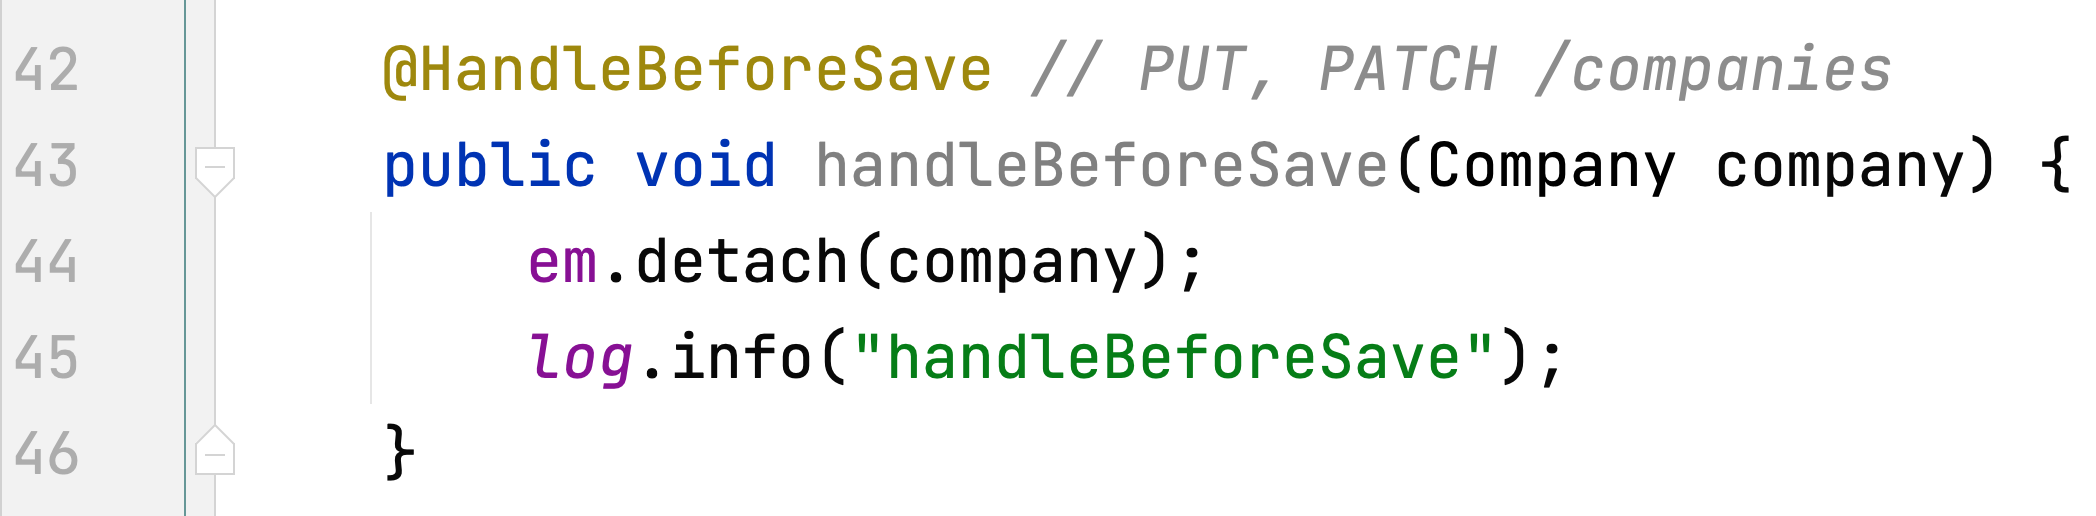 42 @HandleBeforeSave // PUT, PATCH /companies
43 public void handleBeforeSave(Company company) {
44 em.detach(company);
45 log.info("handleBeforeSave");
46 }